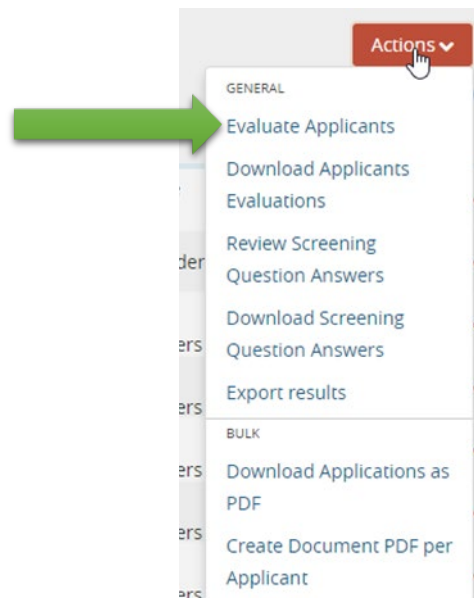 Actions
GENERAL
Evaluate Applicants
Download Applicants
Evaluations
Review Screening
Question Answers
Download Screening
Question Answers
Export results
BULK
Download Applications as
PDF
Create Document PDF per
Applicant